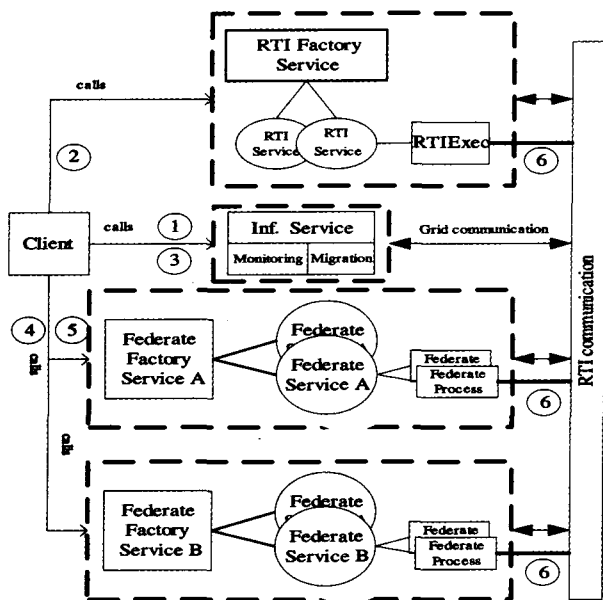 RTI Factory
Service
calls
RTI
Service
RTI
Service
RTIExec
2
6
Client
calls
1
3
Inf. Service
Monitoring
Migration
Grid communication
RTI communication
4
5
calls
Federate
Factory
Service A
Federate
Federate
Service A
Federate
Federate
Process
6
calls
Federate
Factory
Service B
Federate
Federate
Service B
Federate
Federate
Process
6